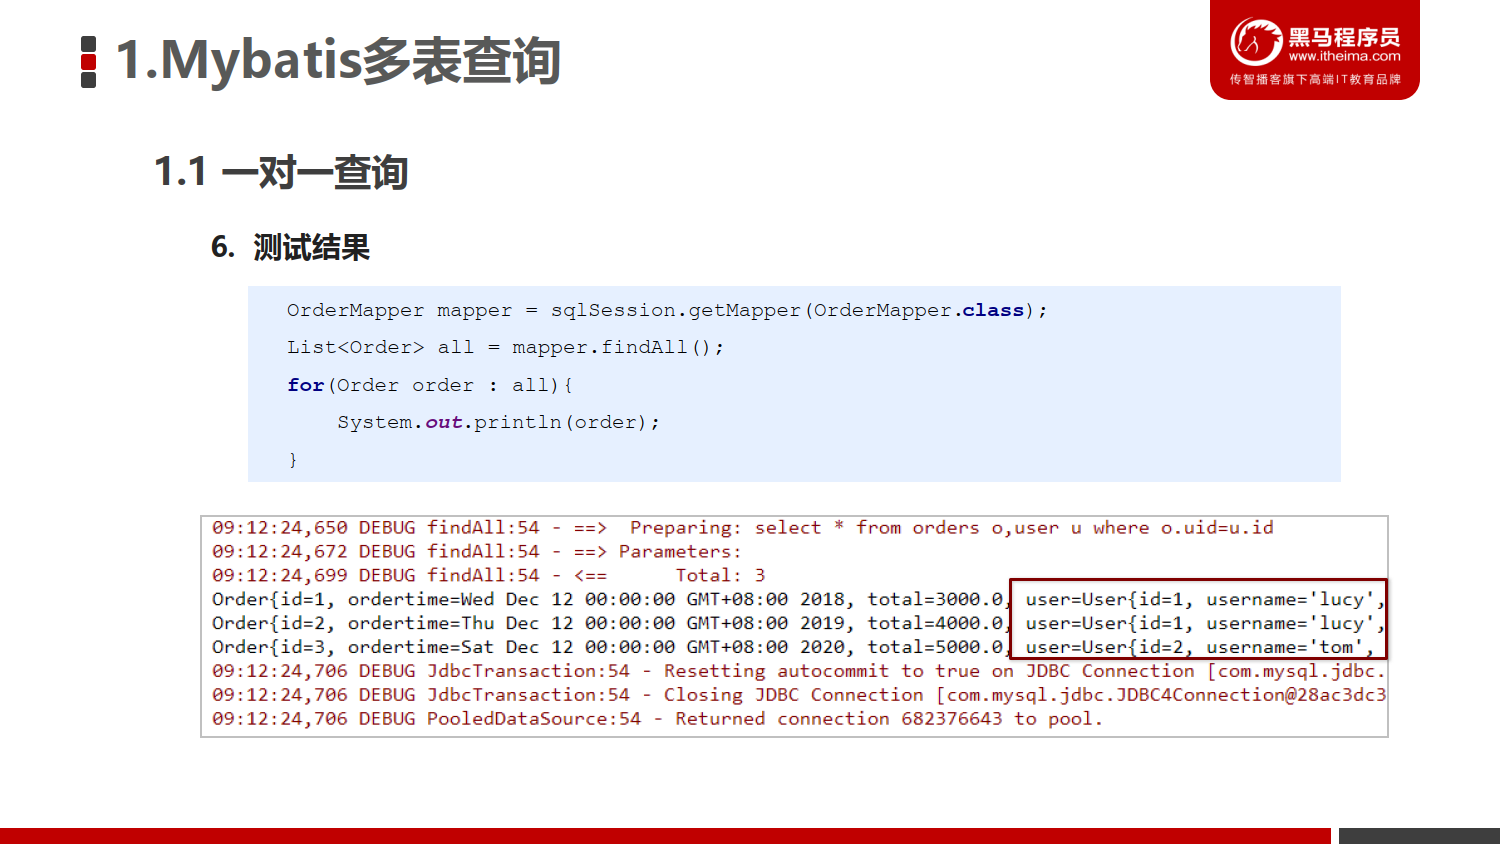 1.Mybatis多表查询
黑马程序员
www.itheima.com
传智播客旗下高端IT教育品牌
1.1 一对一查询
6. 测试结果
OrderMapper mapper = sqlSession.getMapper(OrderMapper.class);
List<Order> all = mapper.findAll();
for(Order order : all){
    System.out.println(order);
}
09:12:24,650 DEBUG findAll:54 - ==>  Preparing: select * from orders o,user u where o.uid=u.id
09:12:24,672 DEBUG findAll:54 - ==> Parameters:
09:12:24,699 DEBUG findAll:54 - <==      Total: 3
Order{id=1, ordertime=Wed Dec 12 00:00:00 GMT+08:00 2018, total=3000.0, user=User{id=1, username='lucy',
Order{id=2, ordertime=Thu Dec 12 00:00:00 GMT+08:00 2019, total=4000.0, user=User{id=1, username='lucy',
Order{id=3, ordertime=Sat Dec 12 00:00:00 GMT+08:00 2020, total=5000.0, user=User{id=2, username='tom',
09:12:24,706 DEBUG JdbcTransaction:54 - Resetting autocommit to true on JDBC Connection [com.mysql.jdbc.
09:12:24,706 DEBUG JdbcTransaction:54 - Closing JDBC Connection [com.mysql.jdbc.JDBC4Connection@28ac3dc3
09:12:24,706 DEBUG PooledDataSource:54 - Returned connection 682376643 to pool.